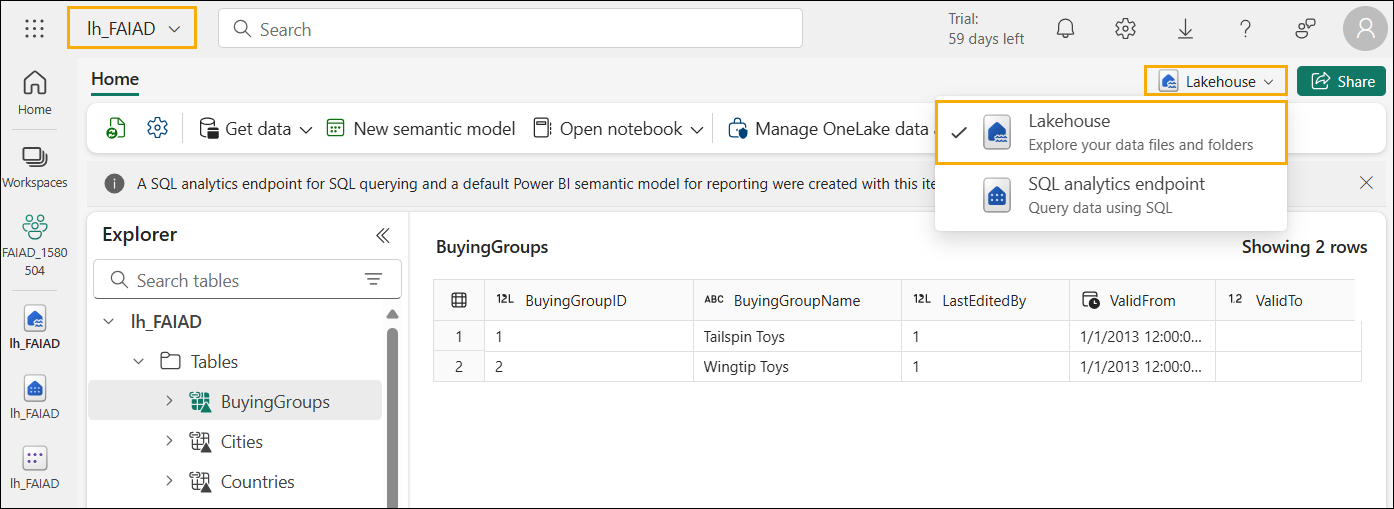 lh_FAIAD
Search
Trial:
59 days left
Home
Workspaces
FAIAD_1580
504
lh_FAIAD
lh_FAIAD
lh_FAIAD
Home
Lakehouse
Share
Get data
New semantic model
Open notebook
Manage OneLake data a
Lakehouse
Explore your data files and folders
SQL analytics endpoint
Query data using SQL
A SQL analytics endpoint for SQL querying and a default Power BI semantic model for reporting were created with this ite
Explorer
Search tables
lh_FAIAD
Tables
BuyingGroups
Cities
Countries
BuyingGroups
Showing 2 rows
12L BuyingGroupID ABC BuyingGroupName 12L LastEditedBy ValidFrom 1.2 ValidTo
1 1 Tailspin Toys 1 1/1/2013 12:00:0...
2 2 Wingtip Toys 1 1/1/2013 12:00:0...